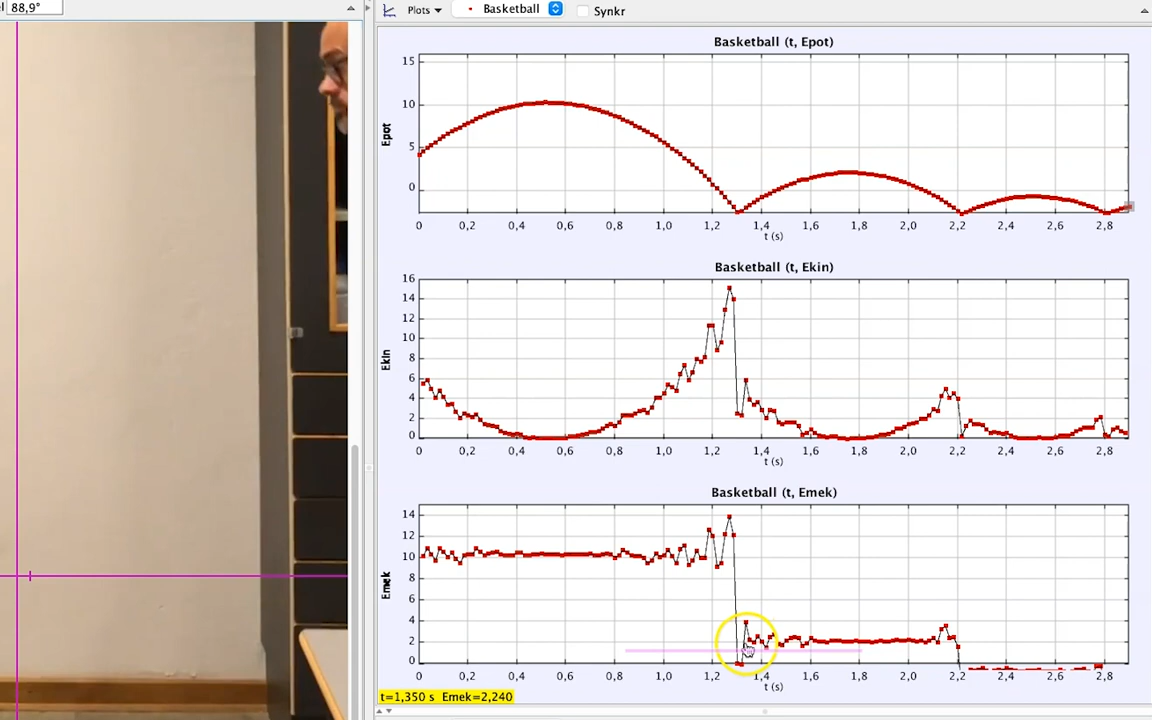 88,9°
Plots Basketball Synkr
Basketball (t, Epot)
15
10
5
0
Epot
0 0,2 0,4 0,6 0,8 1,0 1,2 1,4 1,6 1,8 2,0 2,2 2,4 2,6 2,8
t (s)
Basketball (t, Ekin)
16
14
12
10
8
6
4
2
0
Ekin
0 0,2 0,4 0,6 0,8 1,0 1,2 1,4 1,6 1,8 2,0 2,2 2,4 2,6 2,8
t (s)
Basketball (t, Emek)
14
12
10
8
6
4
2
0
Emek
0 0,2 0,4 0,6 0,8 1,0 1,2 1,4 1,6 1,8 2,0 2,2 2,4 2,6 2,8
t (s)
t=1,350 s Emek=2,240